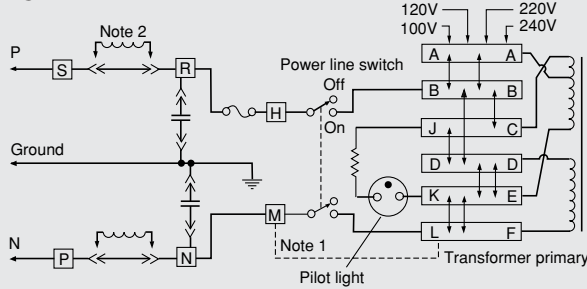 120V 220V
100V 240V
Note 2
P
S
R
Power line switch
Off
H
On
A A
B B
J C
D D
K E
L F
Ground
M
Note 1
N
P
N
Pilot light
Transformer primary